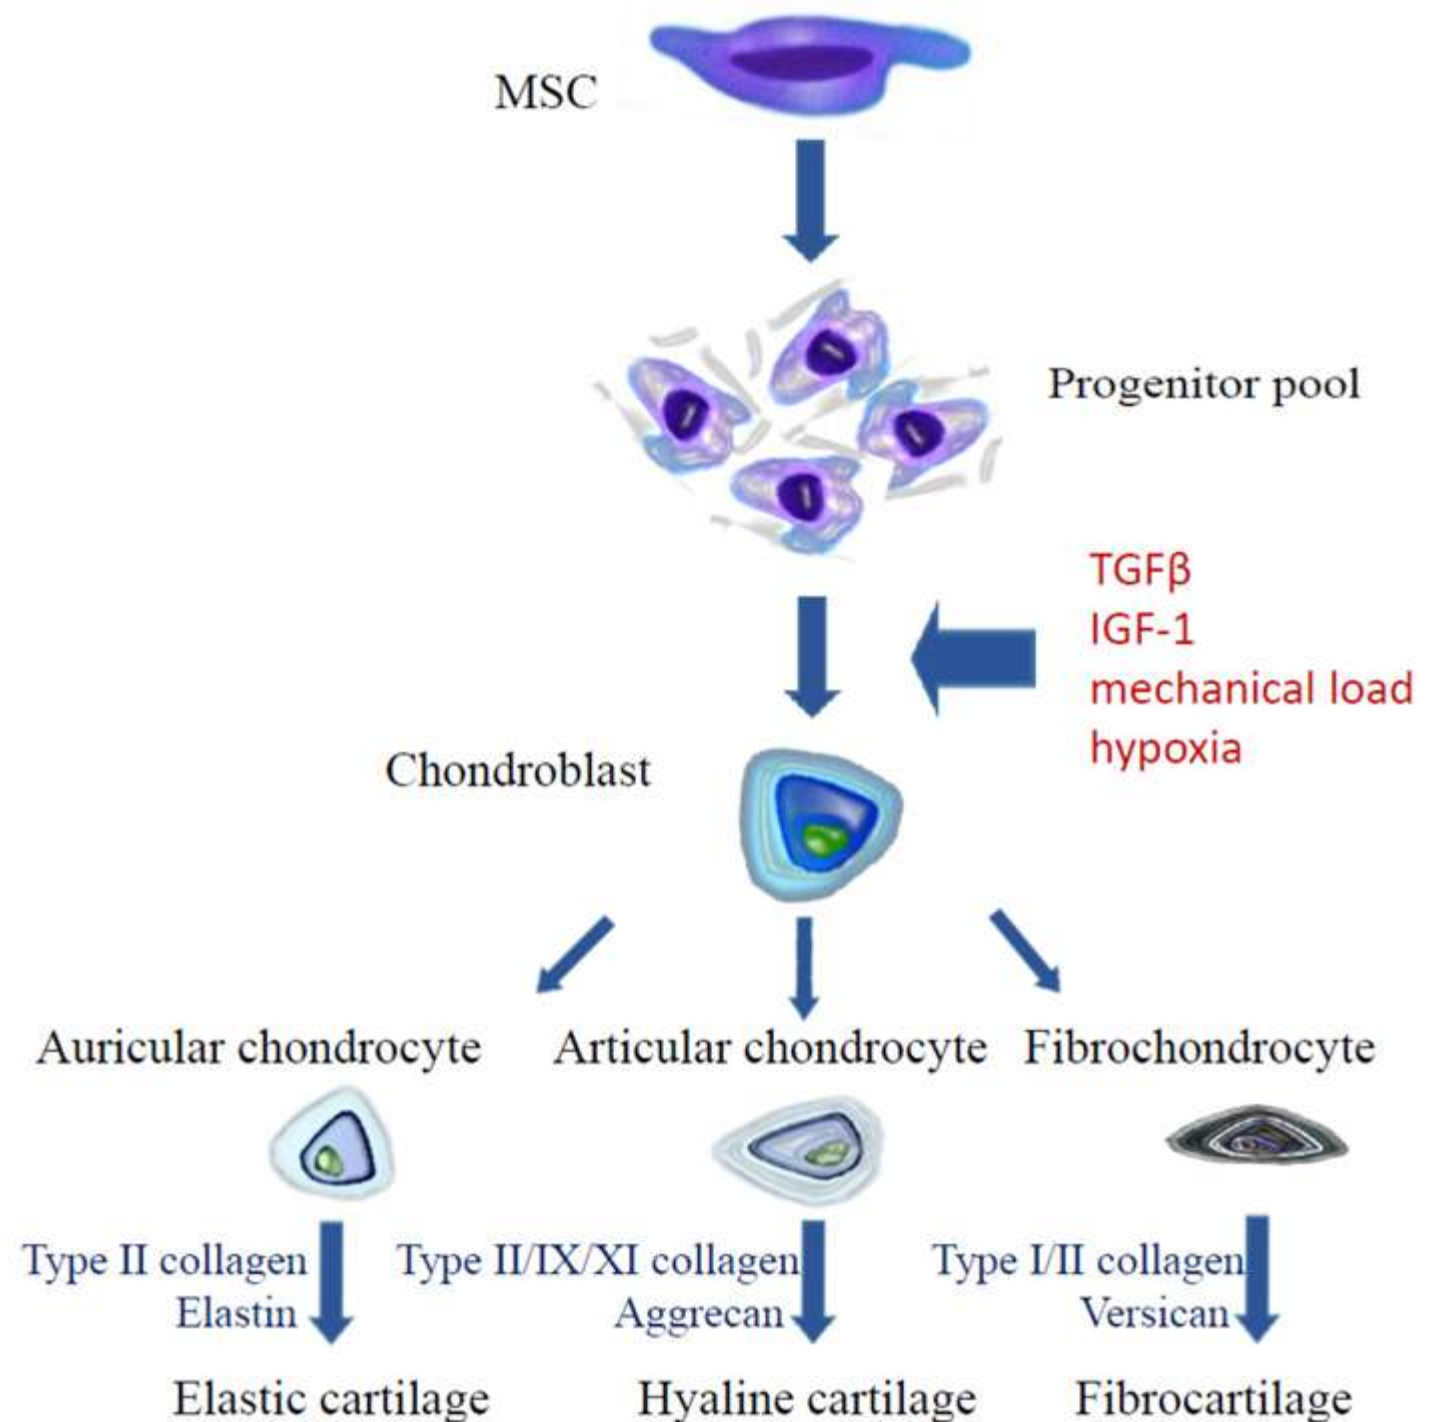 MSC
Progenitor pool
TGFβ
IGF-1
mechanical load
hypoxia
Chondroblast
Auricular chondrocyte
Articular chondrocyte
Fibrochondrocyte
Type II collagen
Elastin
Type II/IX/XI collagen
Aggrecan
Type I/II collagen
Versican
Elastic cartilage
Hyaline cartilage
Fibrocartilage